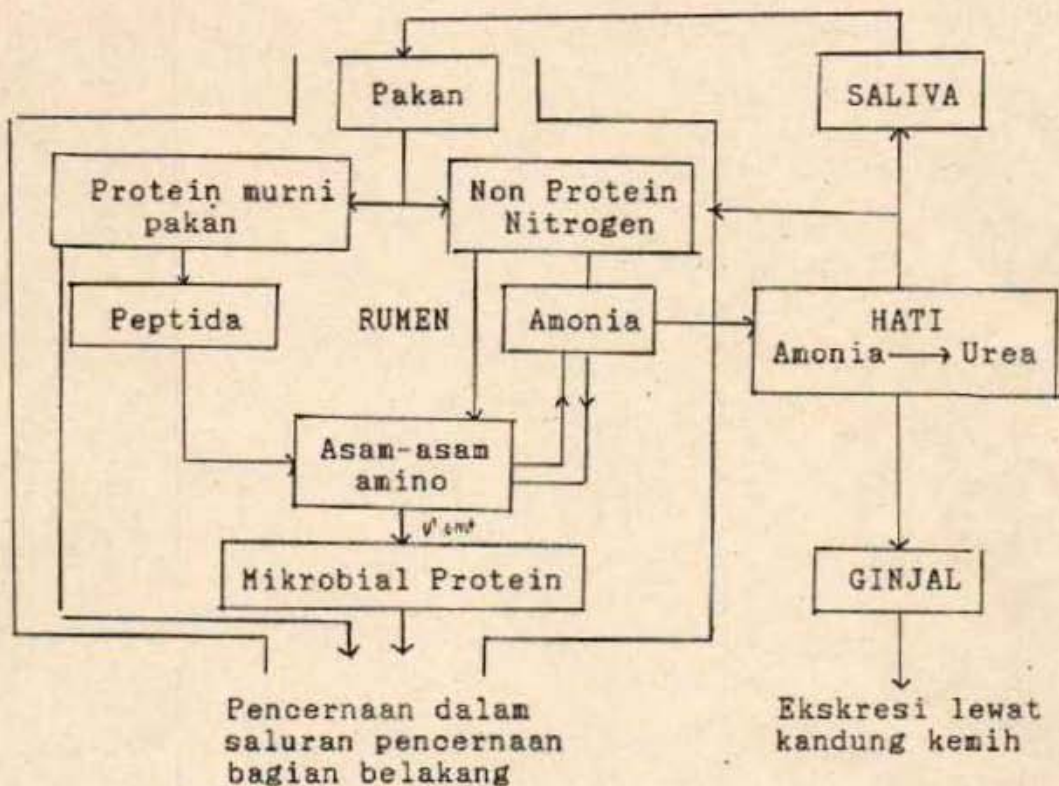 Pakan
SALIVA
Protein murni
pakan
Non Protein
Nitrogen
Peptida
RUMEN
Amonia
HATI
Amonia → Urea
Asam-asam
amino
Mikrobial Protein
GINJAL
Pencernaan dalam
saluran pencernaan
bagian belakang
Ekskresi lewat
kandung kemih